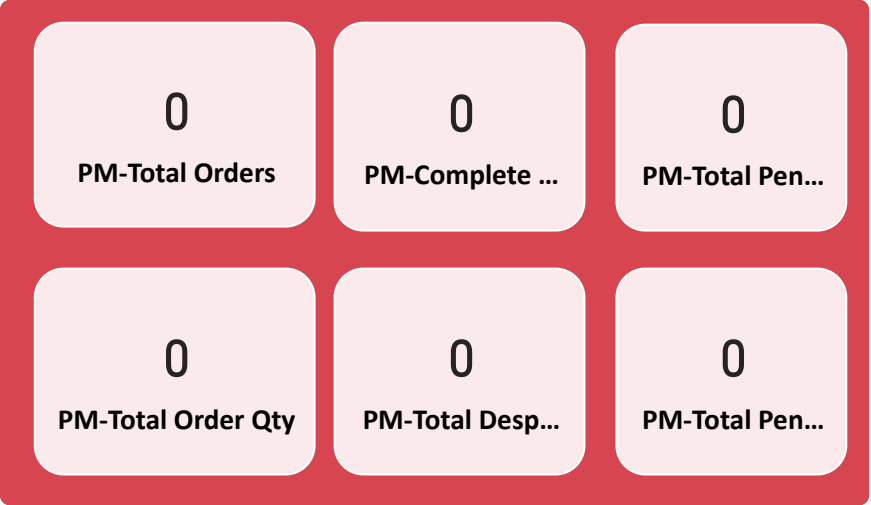 0
PM-Total Orders
0
PM-Complete ...
0
PM-Total Pen...
0
PM-Total Order Qty
0
PM-Total Desp...
0
PM-Total Pen...